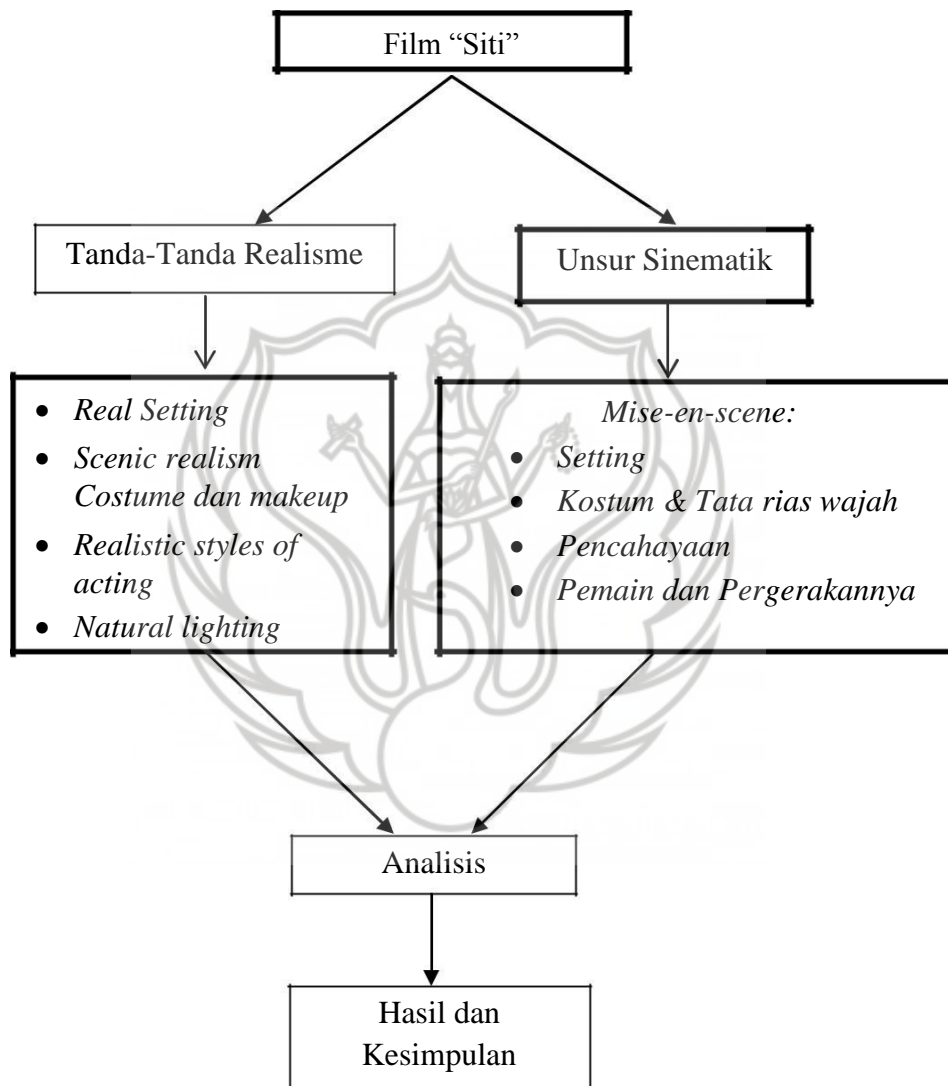 Film “Siti”
Tanda-Tanda Realisme
Unsur Sinematik
• Real Setting
• Scenic realism
Costume dan makeup
• Realistic styles of
acting
• Natural lighting
Mise-en-scene:
• Setting
• Kostum & Tata rias wajah
• Pencahayaan
• Pemain dan Pergerakannya
Analisis
Hasil dan
Kesimpulan